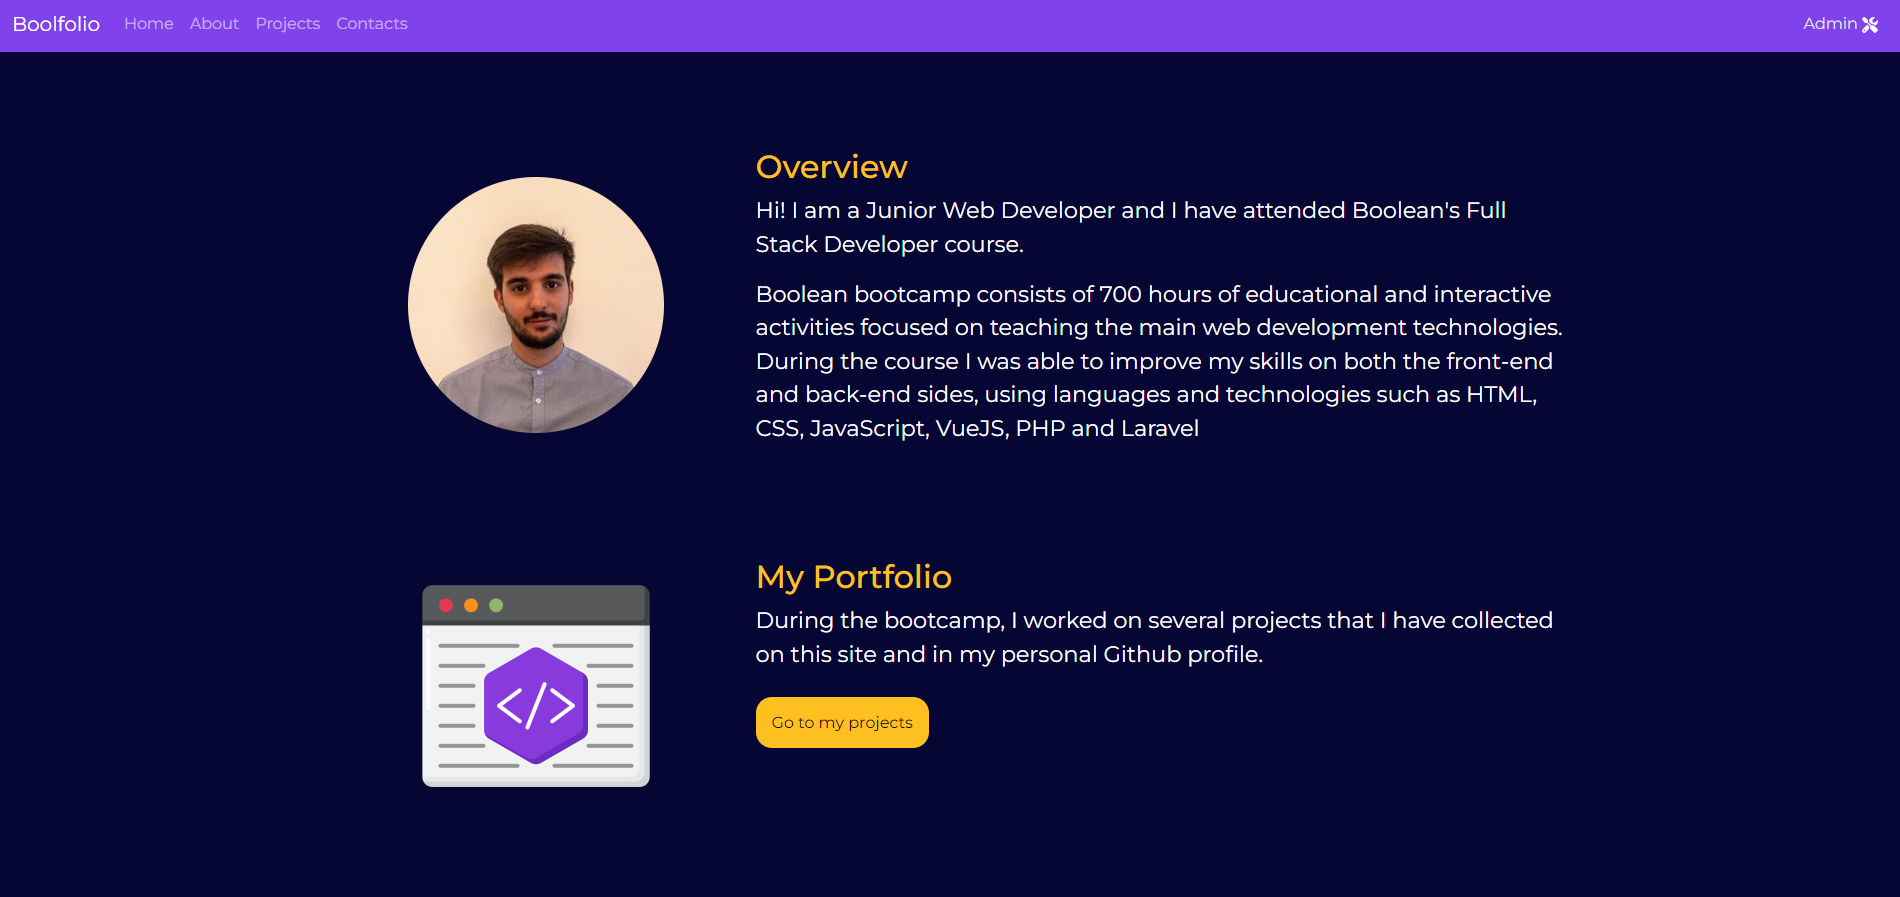 Boolfolio Home About Projects Contacts Admin
Overview
Hi! I am a Junior Web Developer and I have attended Boolean's Full
Stack Developer course.
Boolean bootcamp consists of 700 hours of educational and interactive
activities focused on teaching the main web development technologies.
During the course I was able to improve my skills on both the front-end
and back-end sides, using languages and technologies such as HTML,
CSS, JavaScript, VueJS, PHP and Laravel
My Portfolio
During the bootcamp, I worked on several projects that I have collected
on this site and in my personal Github profile.
</>
Go to my projects